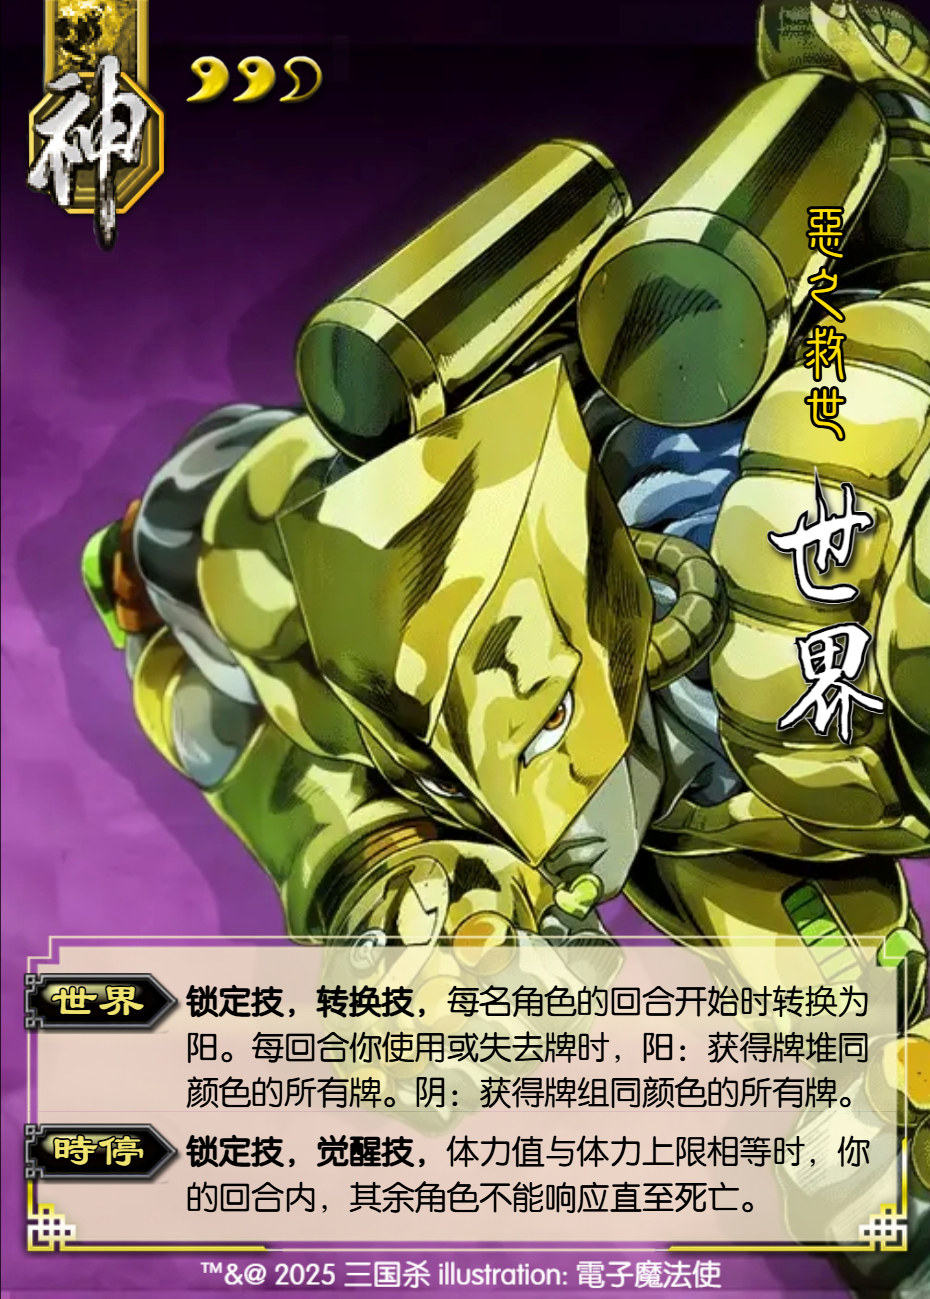 神
惡之救世
世界
世界
锁定技，转换技，每名角色的回合开始时转换为
阳。每回合你使用或失去牌时，阳：获得牌堆同
颜色的所有牌。阴：获得牌组同颜色的所有牌。
時停
锁定技，觉醒技，体力值与体力上限相等时，你
的回合内，其余角色不能响应直至死亡。
™&@ 2025 三国杀 illustration: 電子魔法使